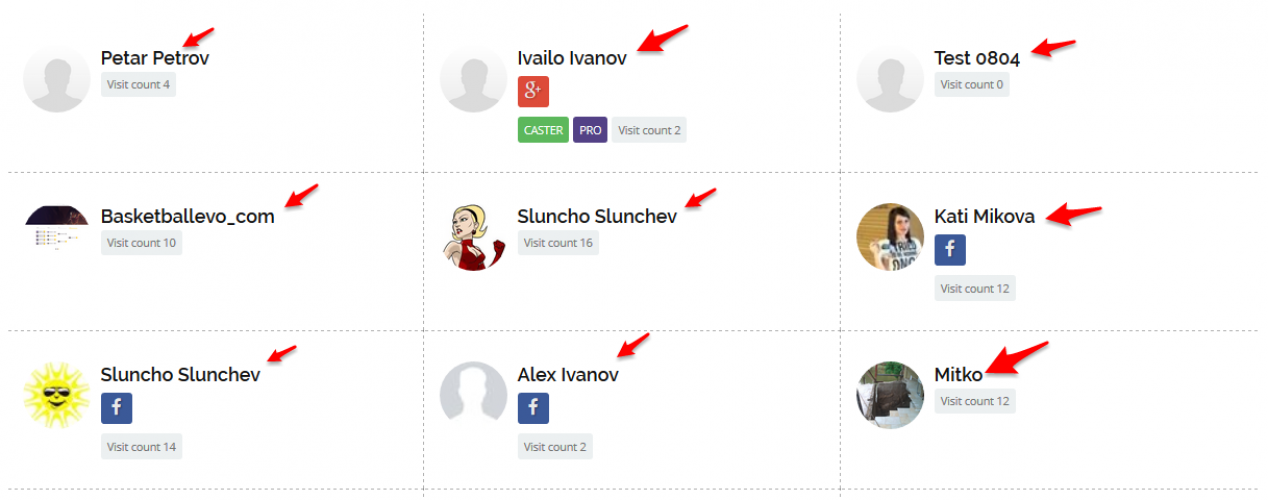 Petar Petrov
Visit count 4
Ivailo Ivanov
g+
CASTER PRO Visit count 2
Test 0804
Visit count 0
Basketballevo_com
Visit count 10
Sluncho Slunchev
Visit count 16
Kati Mikova
f
Visit count 12
Sluncho Slunchev
f
Visit count 14
Alex Ivanov
f
Visit count 2
Mitko
Visit count 12